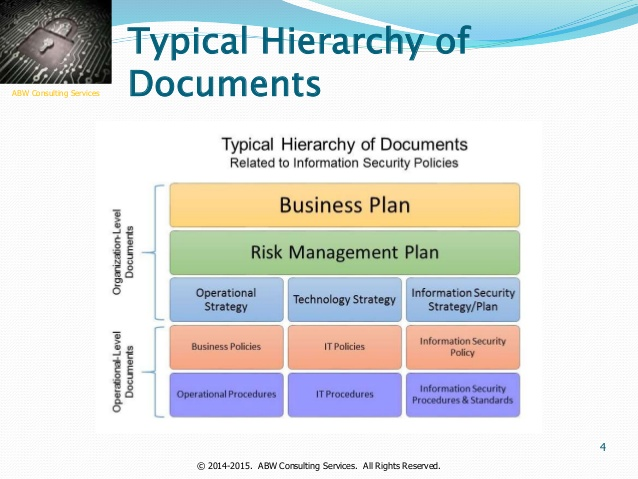 Typical Hierarchy of
Documents
ABW Consulting Services
Typical Hierarchy of Documents
Related to Information Security Policies
Organization-Level
Documents
Business Plan
Risk Management Plan
Operational
Strategy
Technology Strategy
Information Security
Strategy/Plan
Operational-Level
Documents
Business Policies
IT Policies
Information Security
Policy
Operational Procedures
IT Procedures
Information Security
Procedures & Standards
4
© 2014-2015. ABW Consulting Services. All Rights Reserved.